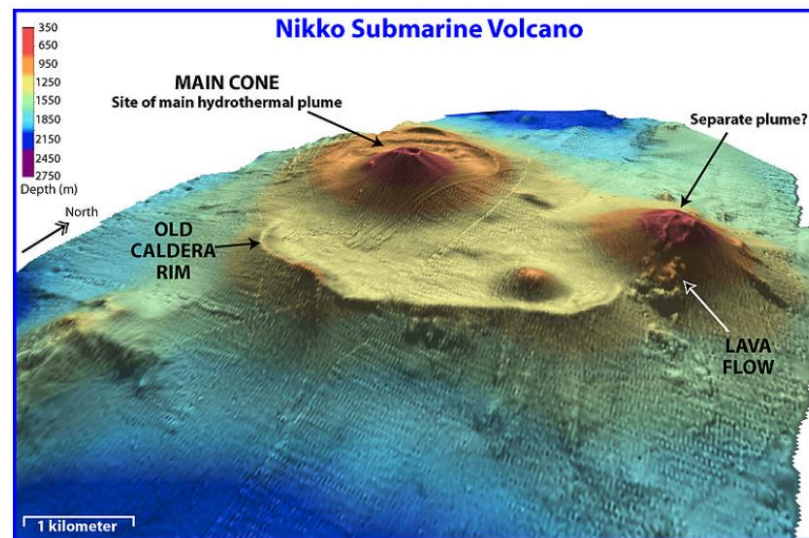 Nikko Submarine Volcano
350
650
950
1250
1550
1850
2150
2450
2750
Depth (m)
North
MAIN CONE
Site of main hydrothermal plume
Separate plume?
OLD
CALDERA
RIM
LAVA
FLOW
1 kilometer